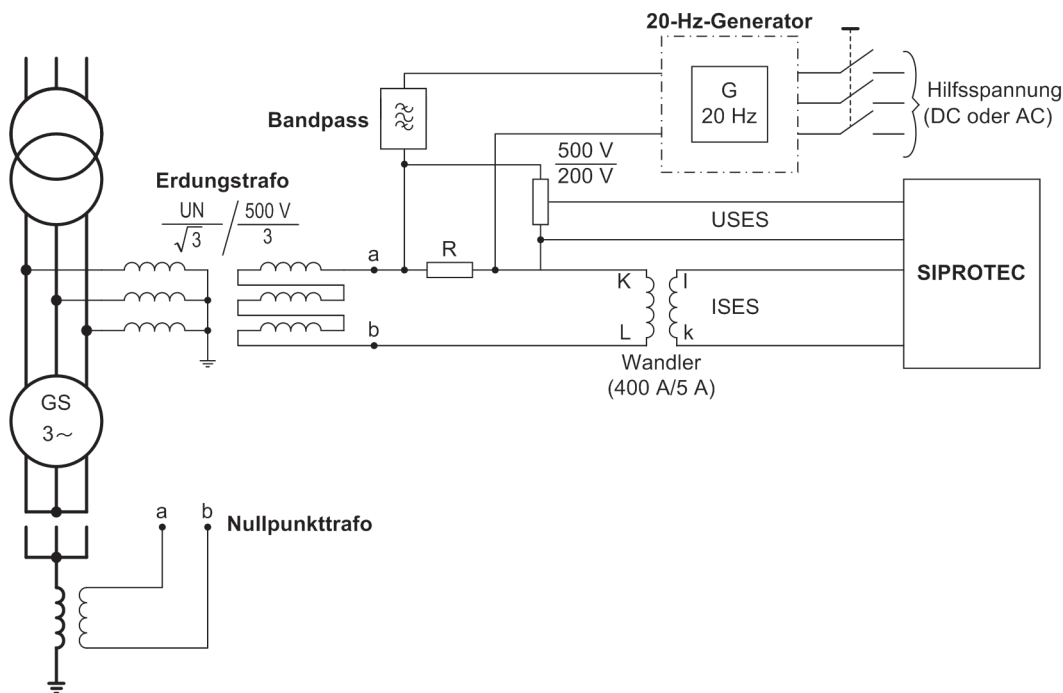 20-Hz-Generator
G
20 Hz
Hilfsspannung
(DC oder AC)
Bandpass
500 V
200 V
Erdungstrafo
UN
√3
/
500 V
3
a
R
USES
SIPROTEC
K
l
ISES
b
L
k
Wandler
(400 A/5 A)
GS
3~
a
b
Nullpunkttrafo